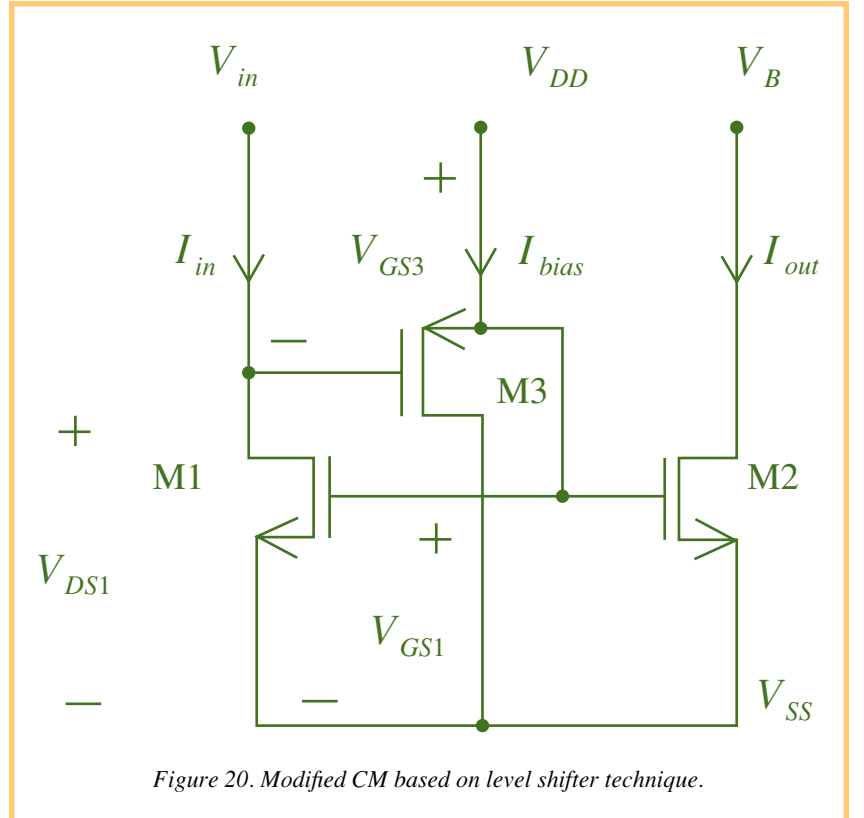 V_in V_DD V_B
+
I_in V_GS3 I_bias I_out
−
M3
+
M1 M2
+
V_DS1
V_GS1
− − V_SS
Figure 20. Modified CM based on level shifter technique.